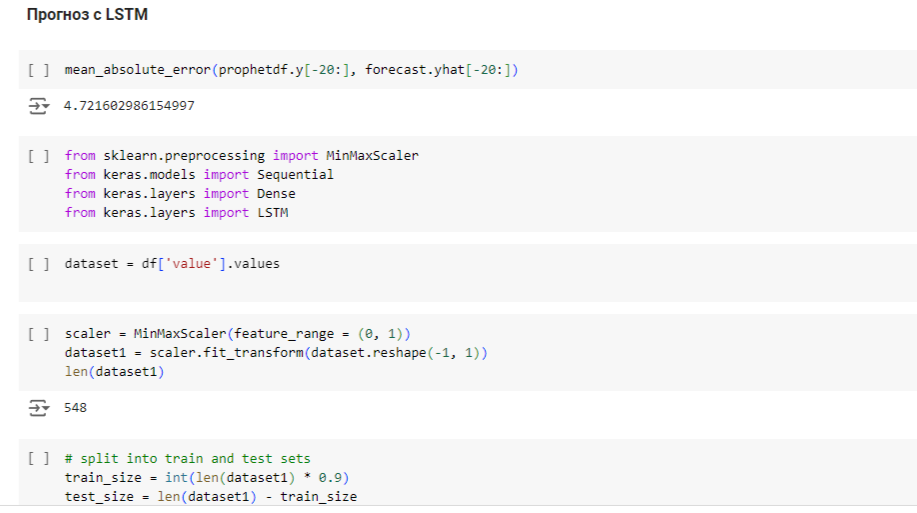 Прогноз с LSTM
[ ] mean_absolute_error(prophetdf.y[-20:], forecast.yhat[-20:])
4.721602986154997
[ ] from sklearn.preprocessing import MinMaxScaler
from keras.models import Sequential
from keras.layers import Dense
from keras.layers import LSTM
[ ] dataset = df['value'].values
[ ] scaler = MinMaxScaler(feature_range = (0, 1))
dataset1 = scaler.fit_transform(dataset.reshape(-1, 1))
len(dataset1)
548
[ ] # split into train and test sets
train_size = int(len(dataset1) * 0.9)
test_size = len(dataset1) - train_size